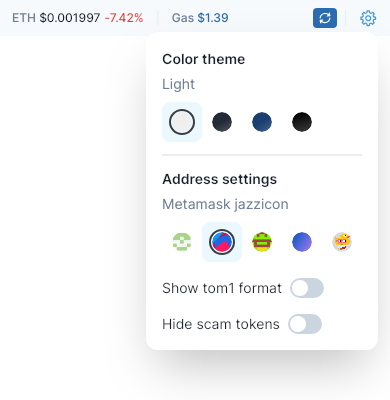 ETH $0.001997 -7.42% Gas $1.39
Color theme
Light
Address settings
Metamask jazzicon
Show tom1 format
Hide scam tokens